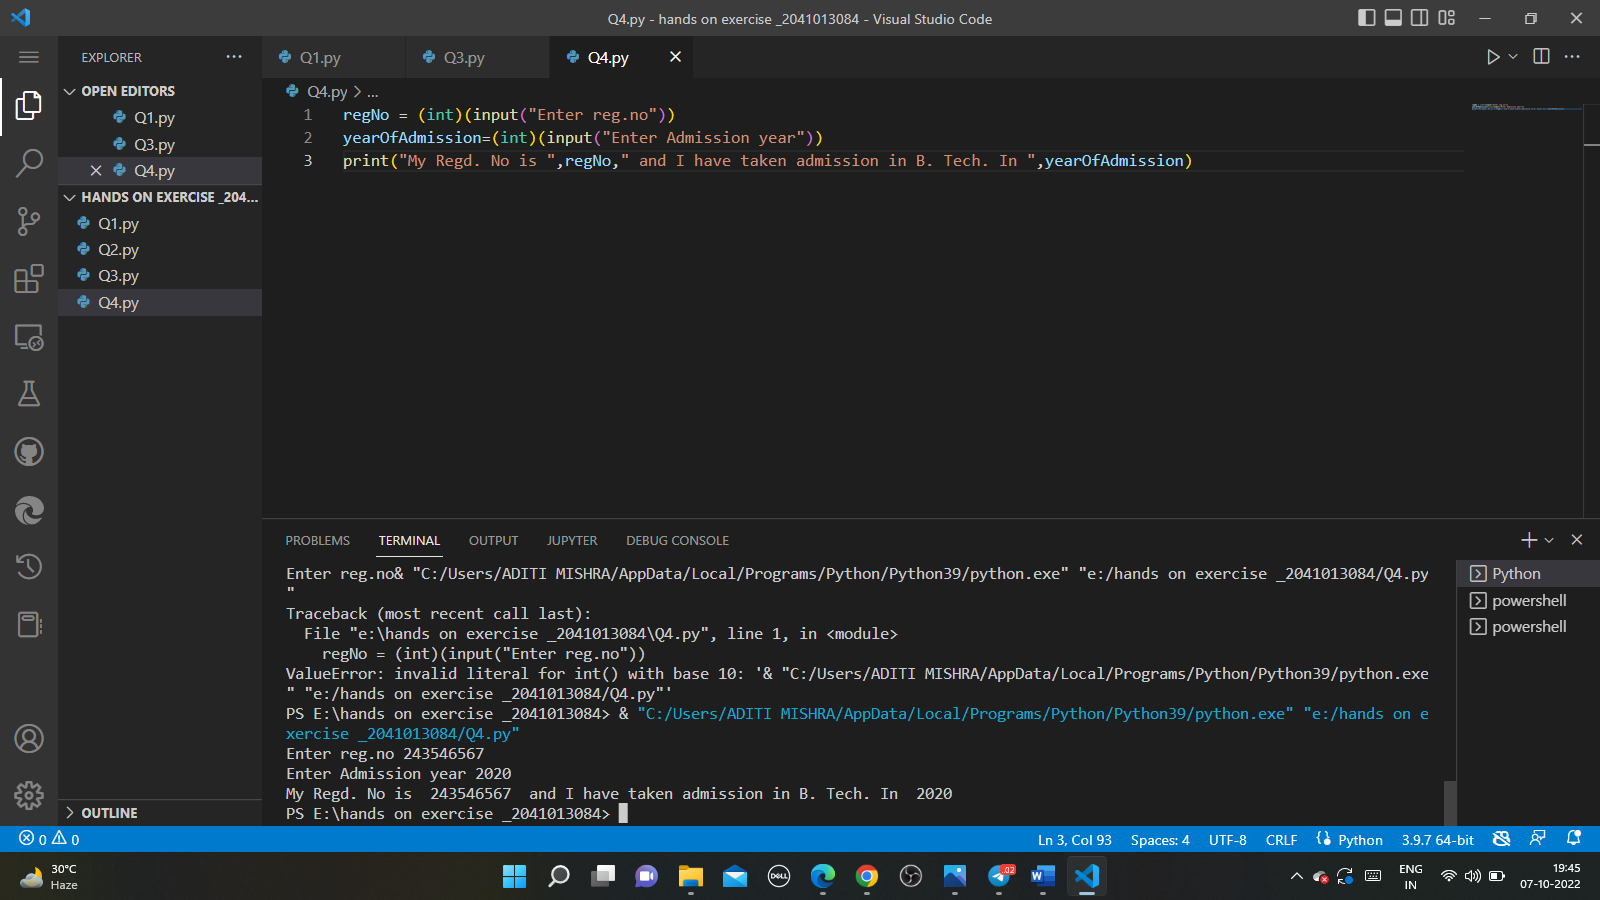 Q4.py - hands on exercise _2041013084 - Visual Studio Code
EXPLORER
Q1.py
Q3.py
Q4.py
OPEN EDITORS
Q1.py
Q3.py
Q4.py
HANDS ON EXERCISE _204...
Q1.py
Q2.py
Q3.py
Q4.py
OUTLINE
Q4.py > ...
1 regNo = (int)(input("Enter reg.no"))
2 yearOfAdmission=(int)(input("Enter Admission year"))
3 print("My Regd. No is ",regNo," and I have taken admission in B. Tech. In ",yearOfAdmission)
PROBLEMS TERMINAL OUTPUT JUPYTER DEBUG CONSOLE
Enter reg.no& "C:/Users/ADITI MISHRA/AppData/Local/Programs/Python/Python39/python.exe" "e:/hands on exercise _2041013084/Q4.py
"
Traceback (most recent call last):
  File "e:\hands on exercise _2041013084\Q4.py", line 1, in <module>
    regNo = (int)(input("Enter reg.no"))
ValueError: invalid literal for int() with base 10: '& "C:/Users/ADITI MISHRA/AppData/Local/Programs/Python/Python39/python.exe
" "e:/hands on exercise _2041013084/Q4.py"'
PS E:\hands on exercise _2041013084> & "C:/Users/ADITI MISHRA/AppData/Local/Programs/Python/Python39/python.exe" "e:/hands on e
xercise _2041013084/Q4.py"
Enter reg.no 243546567
Enter Admission year 2020
My Regd. No is  243546567  and I have taken admission in B. Tech. In  2020
PS E:\hands on exercise _2041013084>
Python
powershell
powershell
0 0
Ln 3, Col 93 Spaces: 4 UTF-8 CRLF Python 3.9.7 64-bit
30°C
Haze
DELL
.02
ENG
IN
19:45
07-10-2022